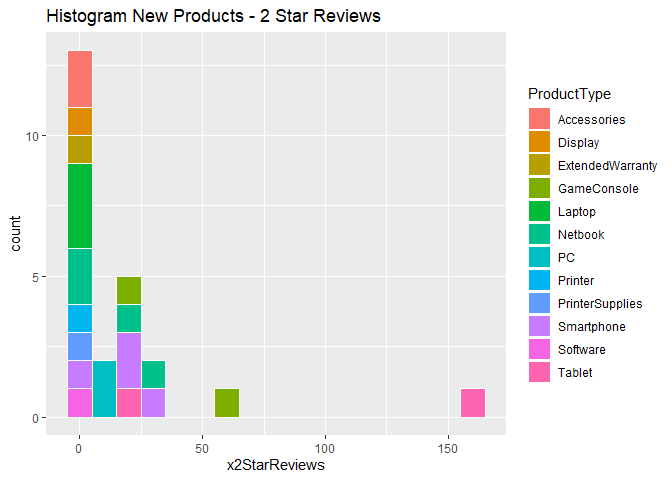 Histogram New Products - 2 Star Reviews
10
5
0
count
0
50
100
150
x2StarReviews
ProductType
Accessories
Display
ExtendedWarranty
GameConsole
Laptop
Netbook
PC
Printer
PrinterSupplies
Smartphone
Software
Tablet